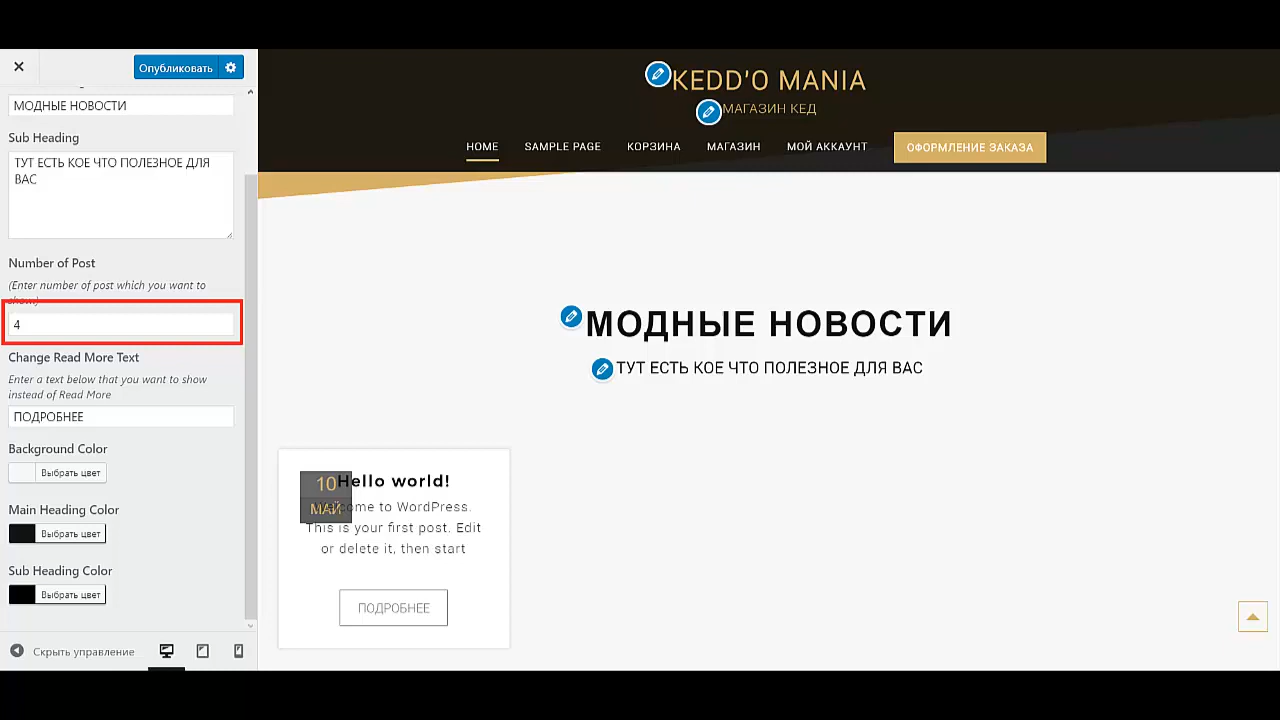 Опубликовать
МОДНЫЕ НОВОСТИ
Sub Heading
ТУТ ЕСТЬ КОЕ ЧТО ПОЛЕЗНОЕ ДЛЯ
ВАС
Number of Post
(Enter number of post which you want to
show)
4
Change Read More Text
Enter a text below that you want to show
instead of Read More
ПОДРОБНЕЕ
Background Color
Выбрать цвет
Main Heading Color
Выбрать цвет
Sub Heading Color
Выбрать цвет
Скрыть управление
KEDD'O MANIA
МАГАЗИН КЕД
HOME SAMPLE PAGE КОРЗИНА МАГАЗИН МОЙ АККАУНТ ОФОРМЛЕНИЕ ЗАКАЗА
МОДНЫЕ НОВОСТИ
ТУТ ЕСТЬ КОЕ ЧТО ПОЛЕЗНОЕ ДЛЯ ВАС
10
МАЙ
Hello world!
Welcome to WordPress.
This is your first post. Edit
or delete it, then start
ПОДРОБНЕЕ